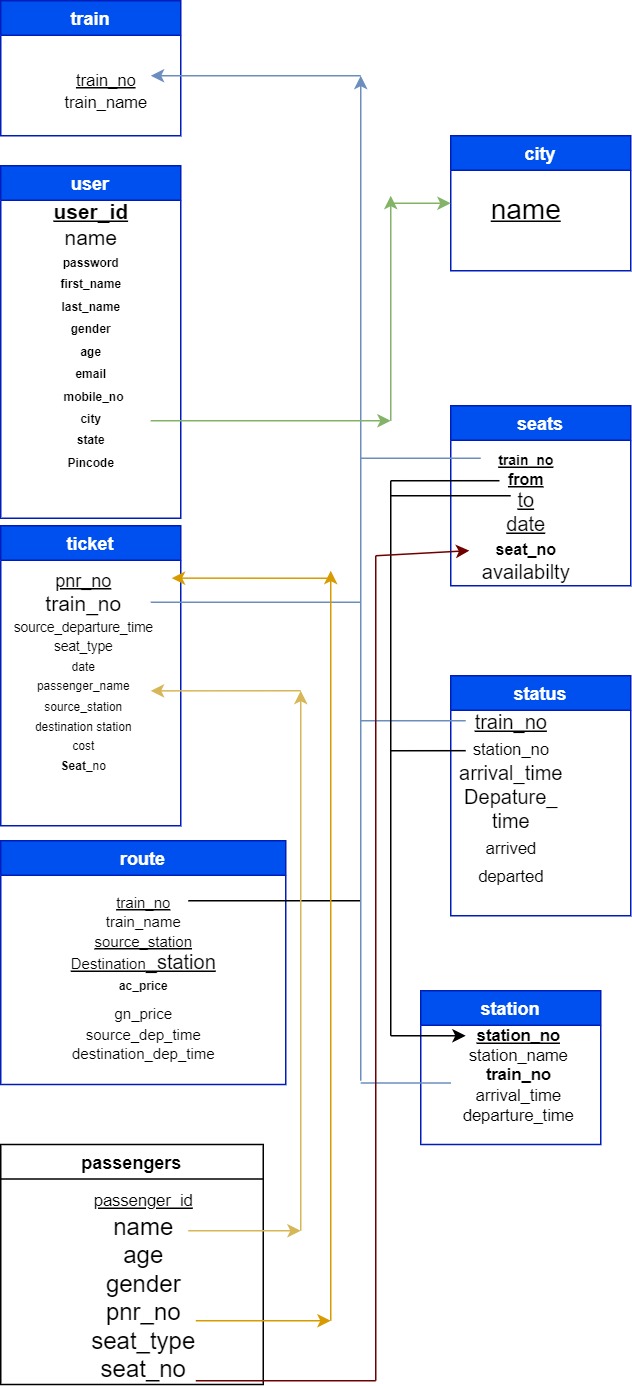 train
train_no
train_name
user
user_id
name
password
first_name
last_name
gender
age
email
mobile_no
city
state
Pincode
ticket
pnr_no
train_no
source_departure_time
seat_type
date
passenger_name
source_station
destination station
cost
Seat_no
route
train_no
train_name
source_station
Destination_station
ac_price
gn_price
source_dep_time
destination_dep_time
passengers
passenger_id
name
age
gender
pnr_no
seat_type
seat_no
city
name
seats
train_no
from
to
date
seat_no
availabilty
status
train_no
station_no
arrival_time
Depature_
time
arrived
departed
station
station_no
station_name
train_no
arrival_time
departure_time